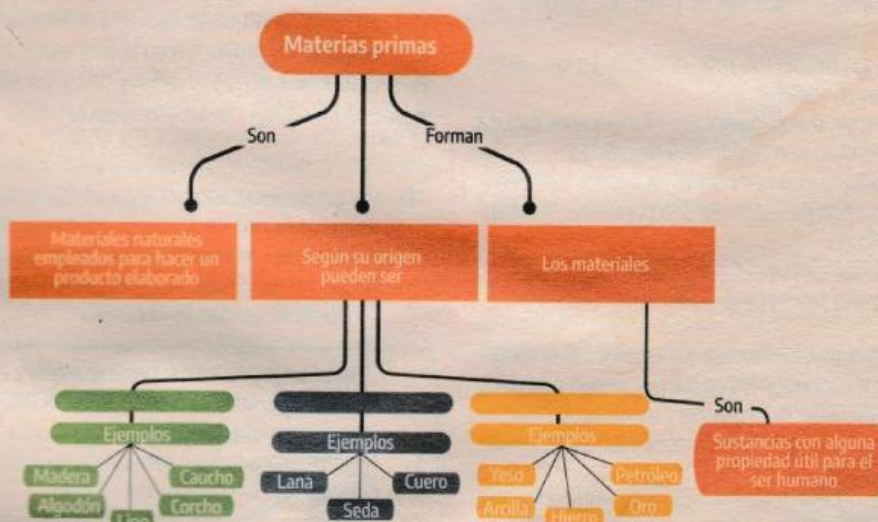 Materias primas
Son
Forman
Materiales naturales
empleados para hacer un
producto elaborado
Según su origen
pueden ser
Los materiales
Son
Sustancias con alguna
propiedad útil para el
ser humano
Ejemplos
Madera
Caucho
Algodón
Corcho
Lino
Ejemplos
Lana
Cuero
Seda
Ejemplos
Yeso
Petróleo
Arcilla
Oro
Hierro